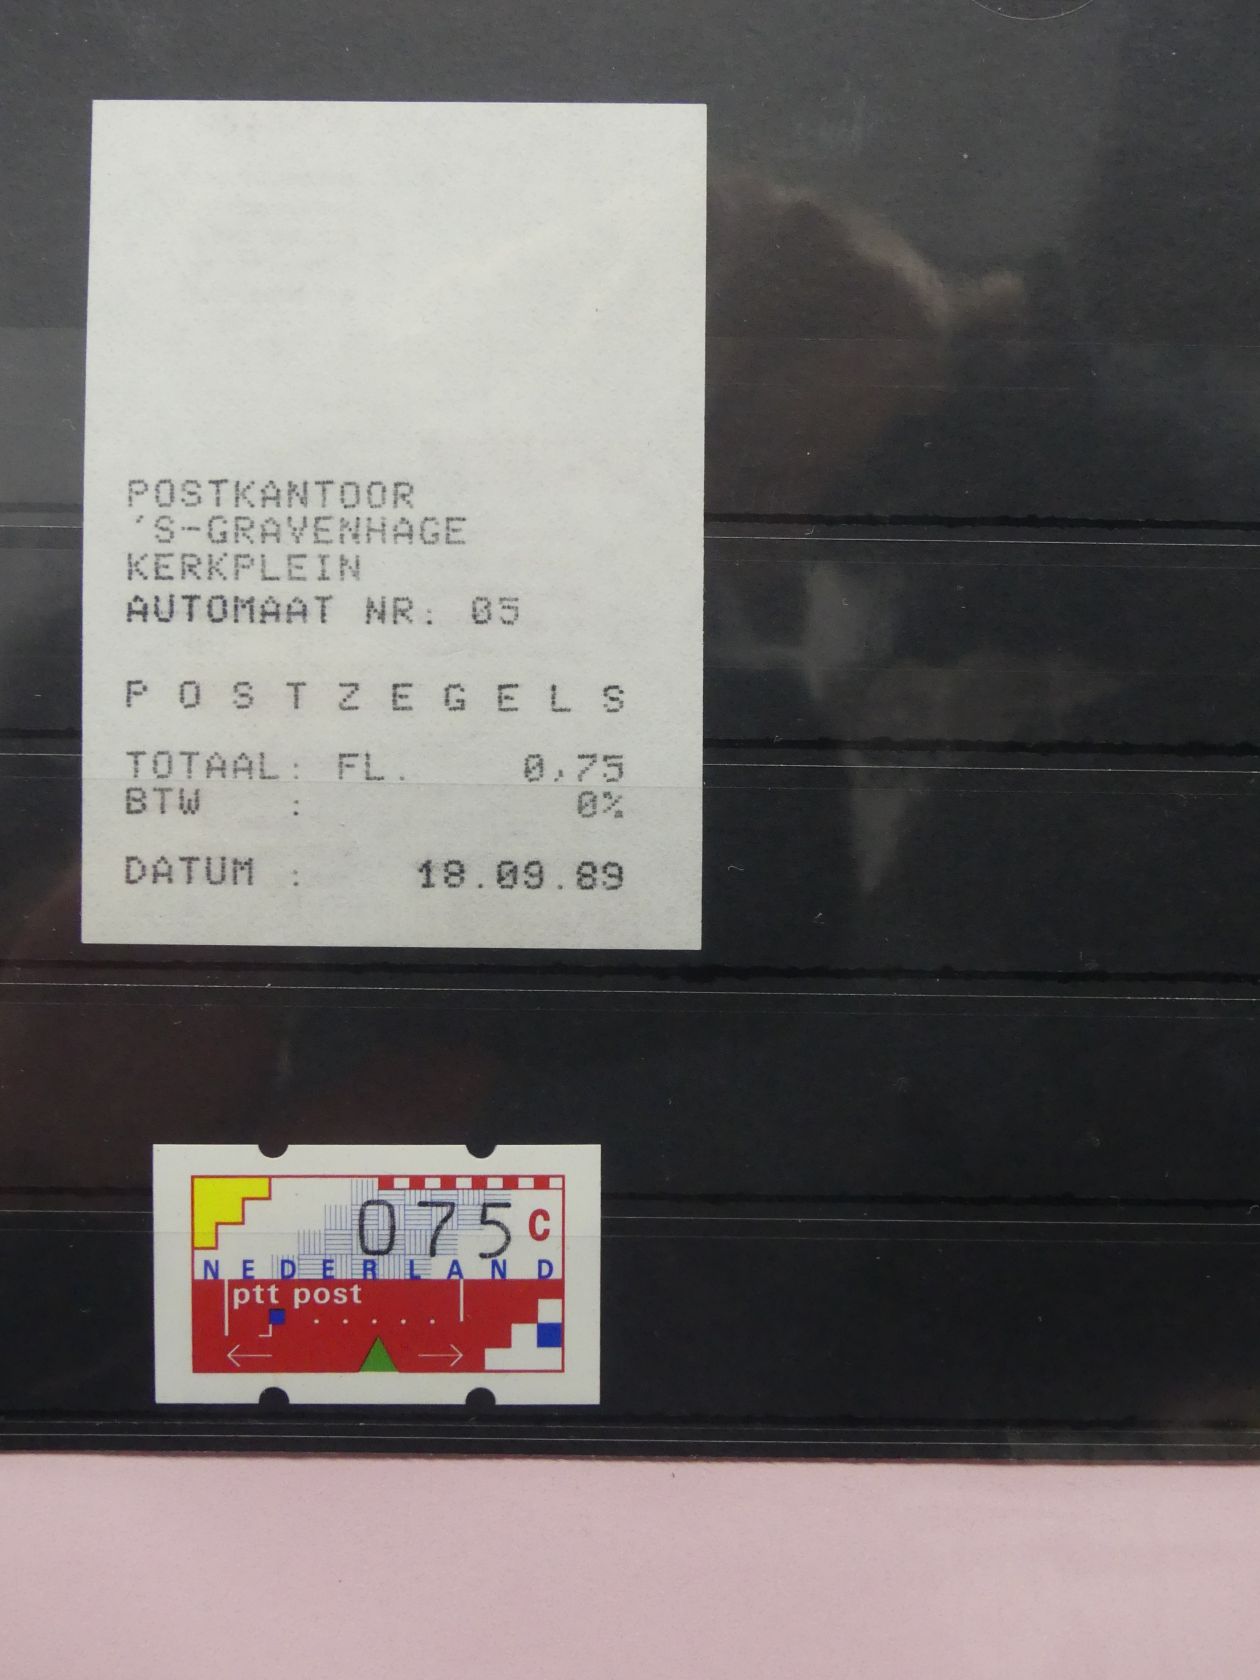 POSTKANTOOR
'S-GRAVENHAGE
KERKPLEIN
AUTOMAAT NR: 05
P O S T Z E G E L S
TOTAAL: FL. 0,75
BTW : 0%
DATUM : 18.09.89
075 C
NEDERLAND
ptt post